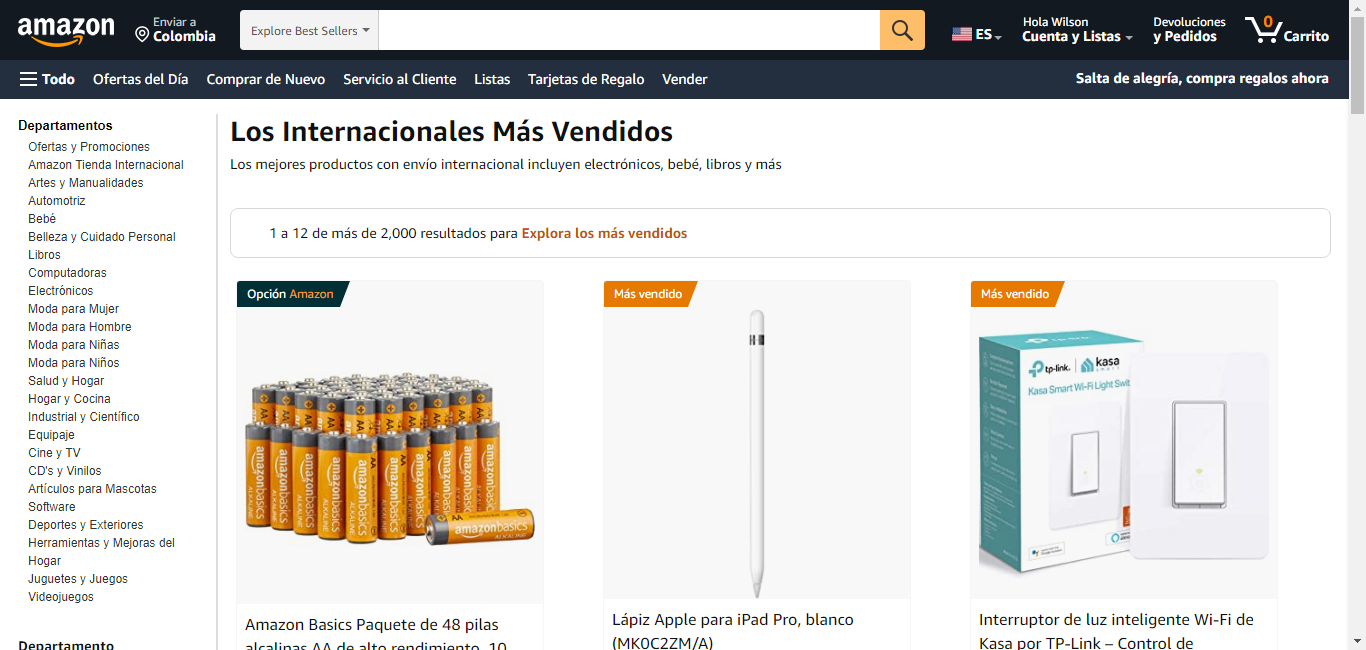 amazon
Enviar a
Colombia
Explore Best Sellers
ES
Hola Wilson
Cuenta y Listas
Devoluciones
y Pedidos
0
Carrito
Todo
Ofertas del Día
Comprar de Nuevo
Servicio al Cliente
Listas
Tarjetas de Regalo
Vender
Salta de alegría, compra regalos ahora
Departamentos
Ofertas y Promociones
Amazon Tienda Internacional
Artes y Manualidades
Automotriz
Bebé
Belleza y Cuidado Personal
Libros
Computadoras
Electrónicos
Moda para Mujer
Moda para Hombre
Moda para Niñas
Moda para Niños
Salud y Hogar
Hogar y Cocina
Industrial y Científico
Equipaje
Cine y TV
CD's y Vinilos
Artículos para Mascotas
Software
Deportes y Exteriores
Herramientas y Mejoras del
Hogar
Juguetes y Juegos
Videojuegos
Departamento
Los Internacionales Más Vendidos
Los mejores productos con envío internacional incluyen electrónicos, bebé, libros y más
1 a 12 de más de 2,000 resultados para Explora los más vendidos
Opción Amazon
amazonbasics
ALKALINE
AA
Amazon Basics Paquete de 48 pilas
alcalinas AA de alto rendimiento, 10
Más vendido
Lápiz Apple para iPad Pro, blanco
(MK0C2ZM/A)
Más vendido
tp-link
kasa
smart
Kasa Smart Wi-Fi Light Swit
Interruptor de luz inteligente Wi-Fi de
Kasa por TP-Link – Control de